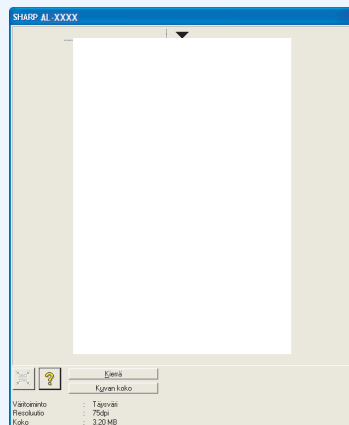 SHARP AL-XXXX
?
Kierrä
Kuvan koko
Väritoiminto : Täysväri
Resoluutio : 75dpi
Koko : 3.20 MB